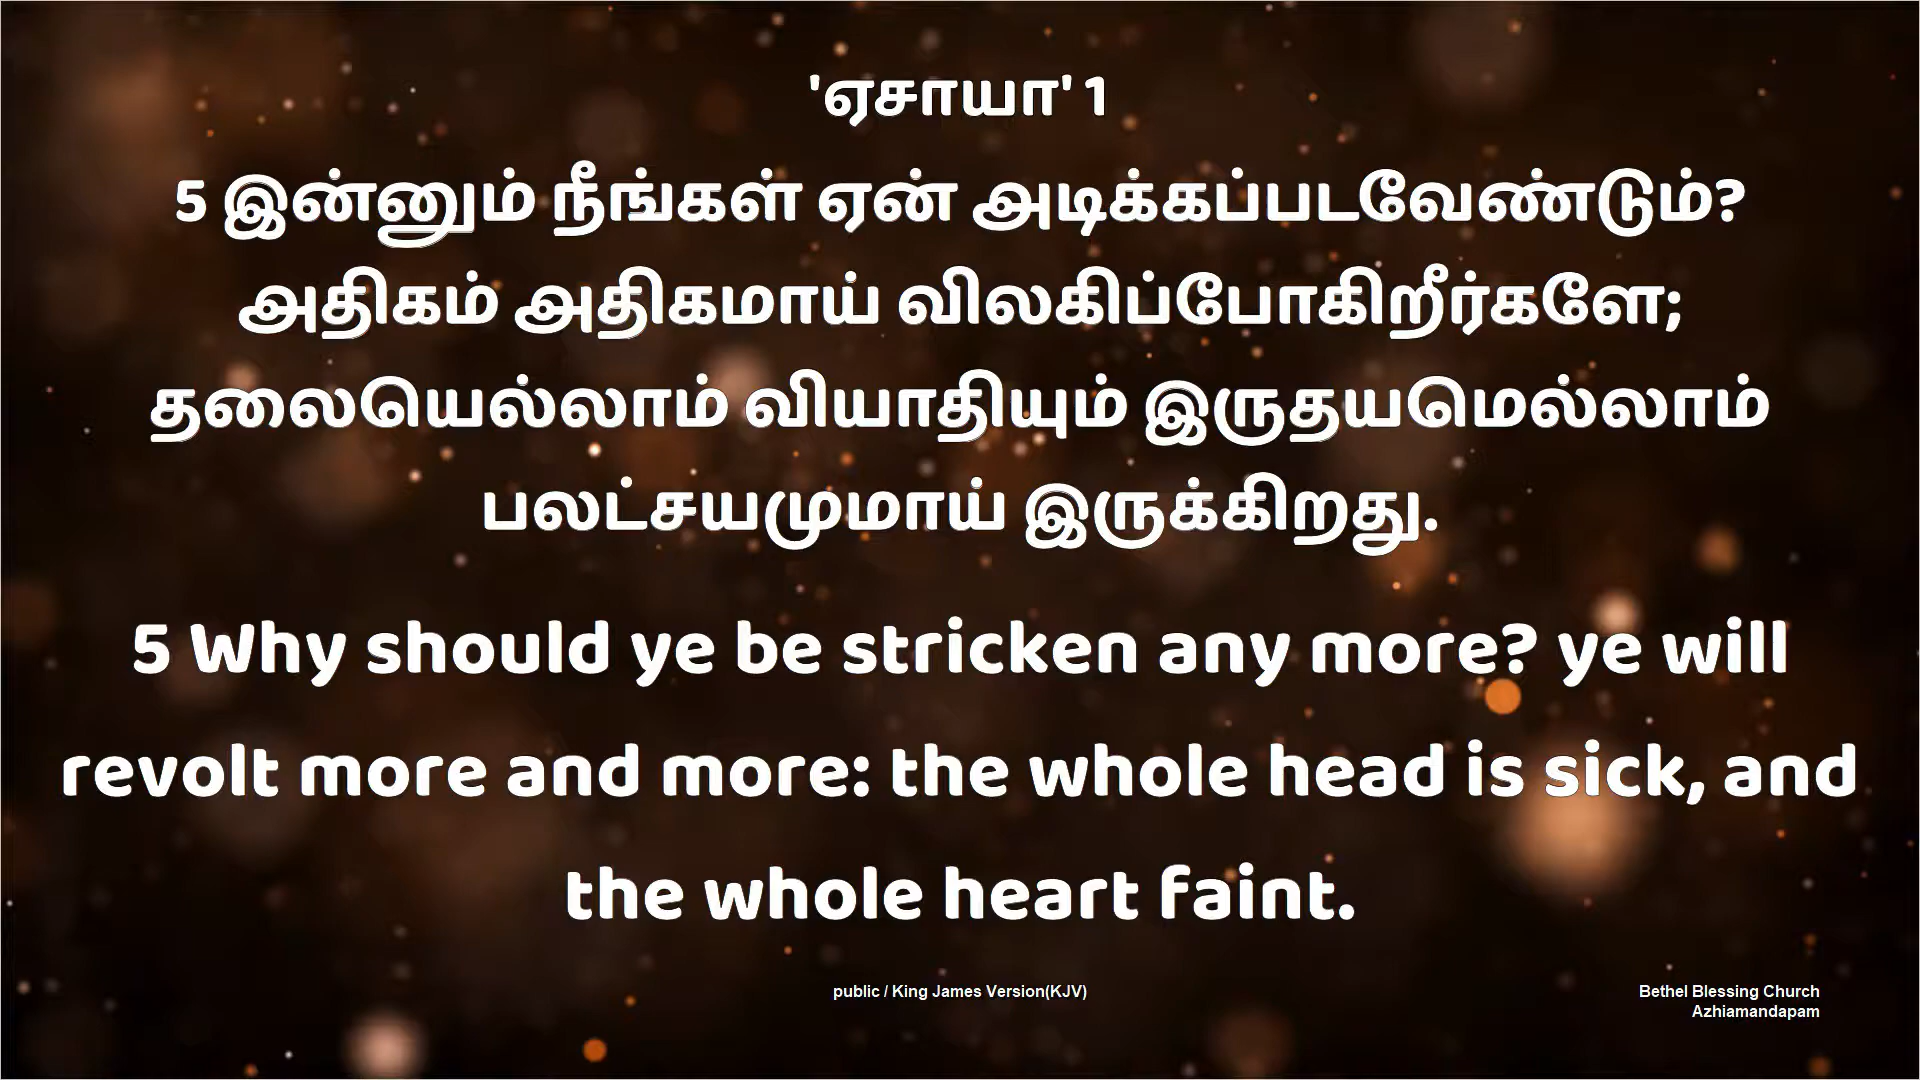 'ஏசாயா' 1
5 இன்னும் நீங்கள் ஏன் அடிக்கப்படவேண்டும்?
அதிகம் அதிகமாய் விலகிப்போகிறீர்களே;
தலையெல்லாம் வியாதியும் இருதயமெல்லாம்
பலட்சயமுமாய் இருக்கிறது.
5 Why should ye be stricken any more? ye will
revolt more and more: the whole head is sick, and
the whole heart faint.
public / King James Version(KJV)
Bethel Blessing Church
Azhiamandapam